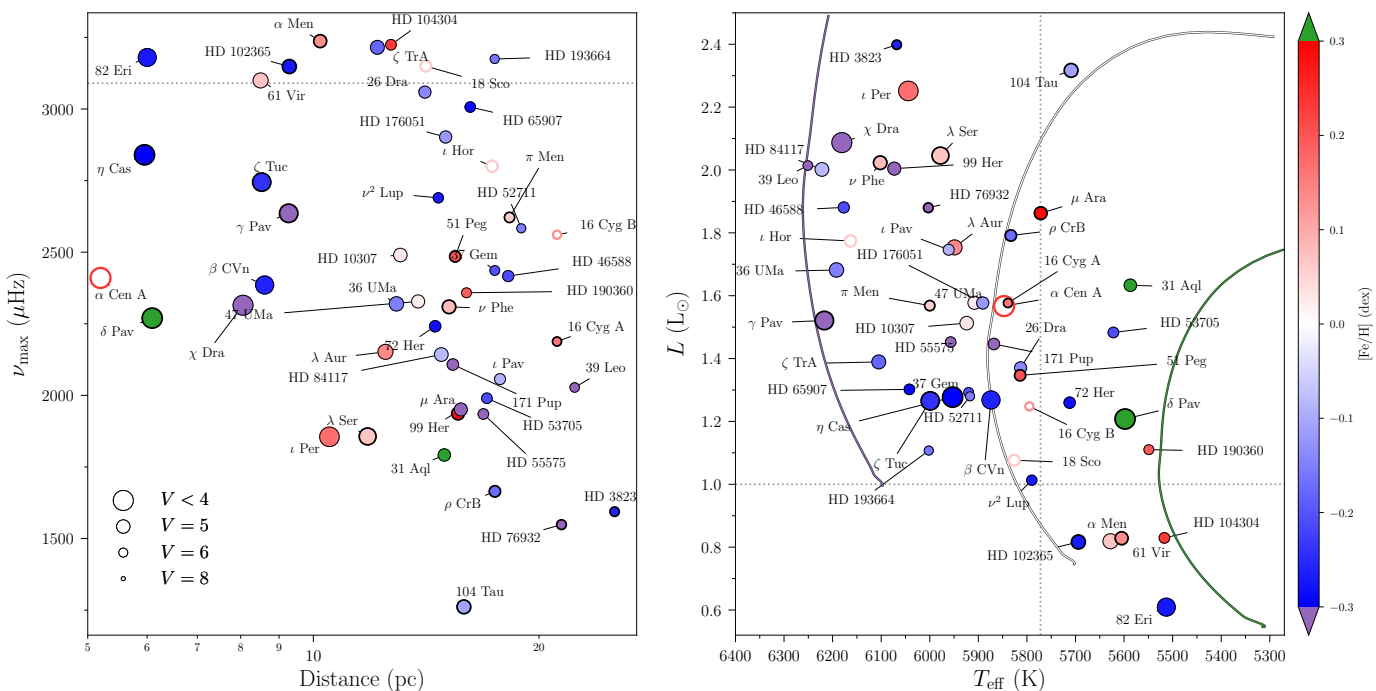 α Men
HD 104304
ζ TrA
82 Eri
HD 102365
HD 193664
61 Vir
26 Dra
18 Sco
3000
HD 65907
HD 176051
η Cas
ι Hor
π Men
ζ Tuc
ν² Lup
HD 52711
γ Pav
51 Peg
16 Cyg B
2500
HD 10307
37 Gem
HD 46588
β CVn
α Cen A
36 UMa
HD 190360
47 UMa
ν Phe
δ Pav
χ Dra
72 Her
16 Cyg A
λ Aur
HD 84117
ι Pav
39 Leo
2000
μ Ara
171 Pup
λ Ser
99 Her
HD 53705
ι Per
31 Aql
HD 55575
ρ CrB
HD 3823
V < 4
V = 5
HD 76932
1500
V = 6
V = 8
104 Tau
5
6
7
8
9
10
20
Distance (pc)
ν_max (μHz)
2.4
HD 3823
104 Tau
2.2
ι Per
χ Dra
λ Ser
HD 84117
2.0
39 Leo
ν Phe
99 Her
HD 46588
HD 76932
μ Ara
1.8
ι Hor
ι Pav
λ Aur
ρ CrB
HD 176051
36 UMa
16 Cyg A
1.6
π Men
47 UMa
α Cen A
31 Aql
γ Pav
HD 10307
26 Dra
HD 53705
1.4
ζ TrA
HD 55575
171 Pup
51 Peg
HD 65907
37 Gem
72 Her
1.2
η Cas
HD 52711
16 Cyg B
δ Pav
ζ Tuc
β CVn
18 Sco
HD 190360
1.0
HD 193664
ν² Lup
0.8
HD 102365
α Men
61 Vir
HD 104304
0.6
82 Eri
6400
6300
6200
6100
6000
5900
5800
5700
5600
5500
5400
5300
T_eff (K)
L (L⊙)
0.3
0.2
0.1
0.0
−0.1
−0.2
−0.3
[Fe/H] (dex)